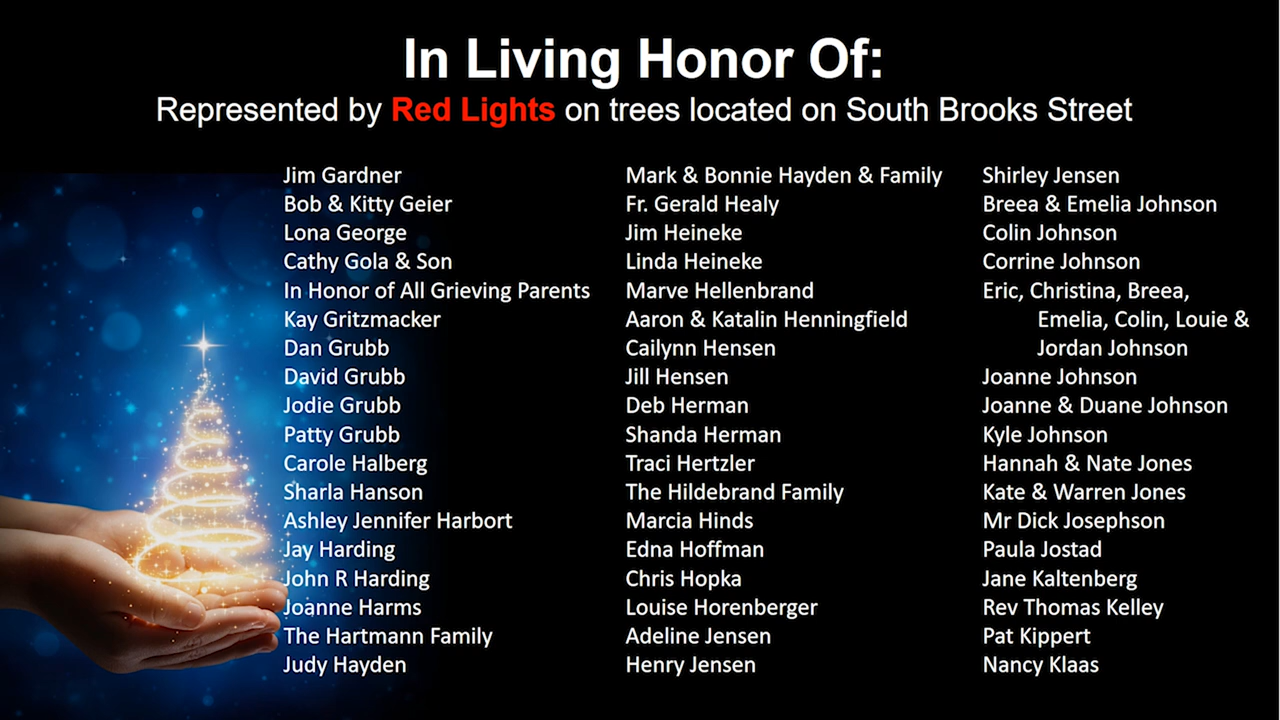 In Living Honor Of:
Represented by Red Lights on trees located on South Brooks Street
Jim Gardner
Bob & Kitty Geier
Lona George
Cathy Gola & Son
In Honor of All Grieving Parents
Kay Gritzmacker
Dan Grubb
David Grubb
Jodie Grubb
Patty Grubb
Carole Halberg
Sharla Hanson
Ashley Jennifer Harbort
Jay Harding
John R Harding
Joanne Harms
The Hartmann Family
Judy Hayden
Mark & Bonnie Hayden & Family
Fr. Gerald Healy
Jim Heineke
Linda Heineke
Marve Hellenbrand
Aaron & Katalin Henningfield
Cailynn Hensen
Jill Hensen
Deb Herman
Shanda Herman
Traci Hertzler
The Hildebrand Family
Marcia Hinds
Edna Hoffman
Chris Hopka
Louise Horenberger
Adeline Jensen
Henry Jensen
Shirley Jensen
Breea & Emelia Johnson
Colin Johnson
Corrine Johnson
Eric, Christina, Breea,
Emelia, Colin, Louie &
Jordan Johnson
Joanne Johnson
Joanne & Duane Johnson
Kyle Johnson
Hannah & Nate Jones
Kate & Warren Jones
Mr Dick Josephson
Paula Jostad
Jane Kaltenberg
Rev Thomas Kelley
Pat Kippert
Nancy Klaas